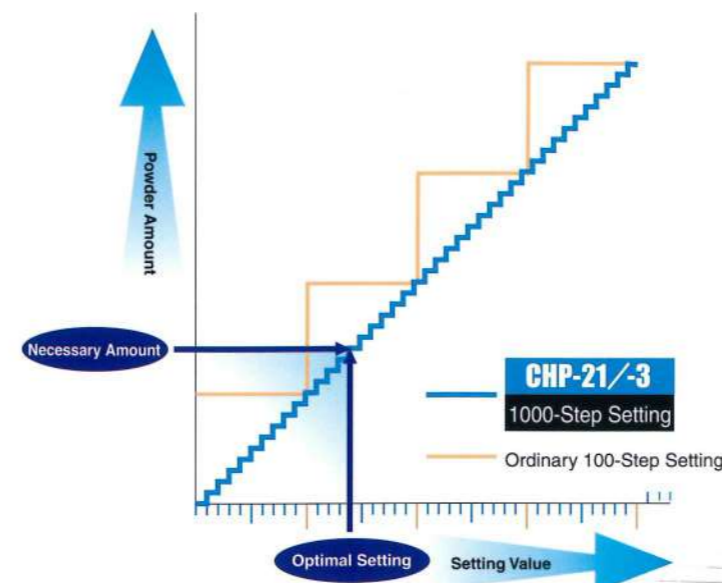 Powder Amount
Necessary Amount
CHP-21/-3
1000-Step Setting
Ordinary 100-Step Setting
Optimal Setting
Setting Value